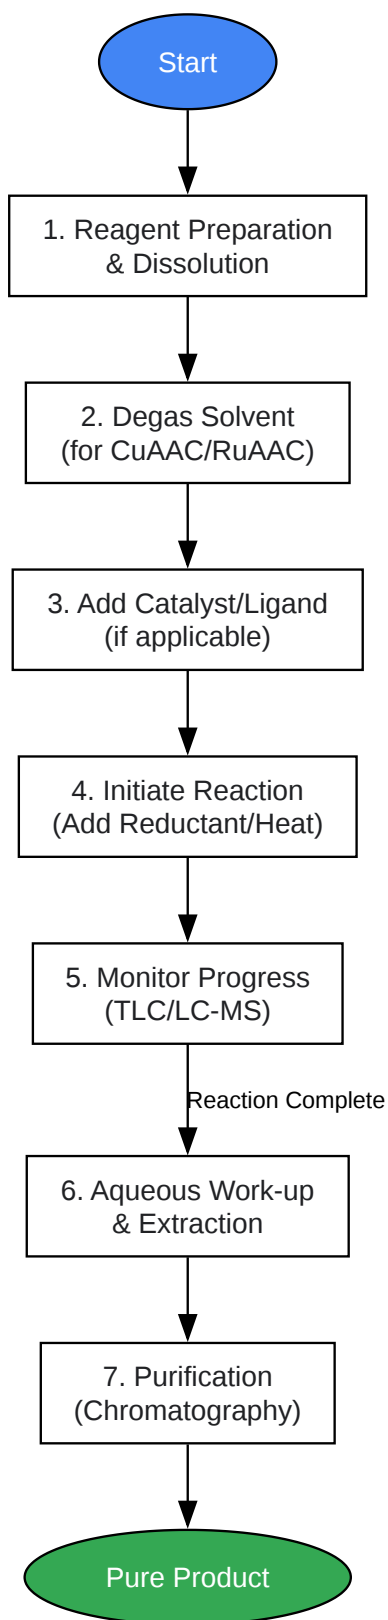 Start
1. Reagent Preparation
& Dissolution
2. Degas Solvent
(for CuAAC/RuAAC)
3. Add Catalyst/Ligand
(if applicable)
4. Initiate Reaction
(Add Reductant/Heat)
5. Monitor Progress
(TLC/LC-MS)
Reaction Complete
6. Aqueous Work-up
& Extraction
7. Purification
(Chromatography)
Pure Product